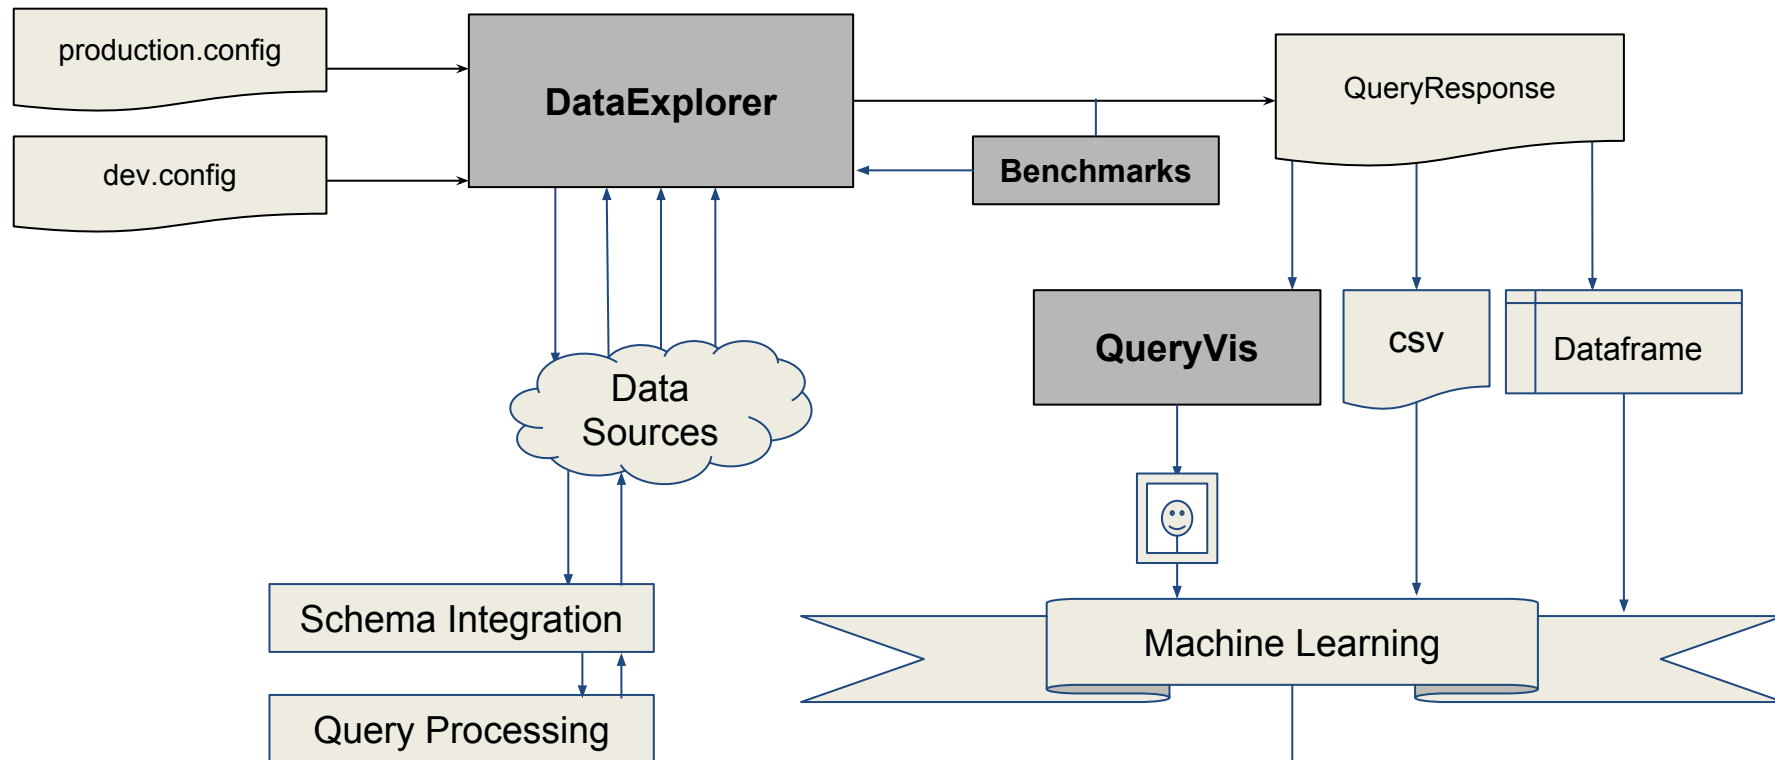 production.config
DataExplorer
QueryResponse
dev.config
Benchmarks
QueryVis
csv
Dataframe
Data
Sources
Schema Integration
Machine Learning
Query Processing